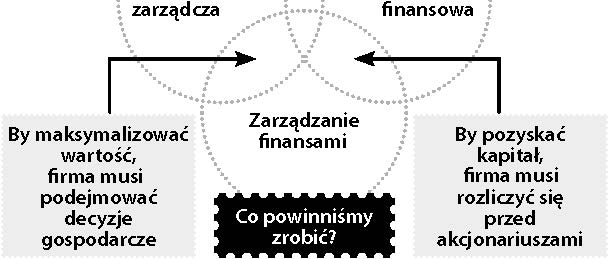 zarządcza
finansowa
Zarządzanie
finansami
By maksymalizować
wartość,
firma musi
podejmować
decyzje
gospodarcze
Co powinniśmy
zrobić?
By pozyskać
kapitał,
firma musi
rozliczyć się
przed
akcjonariuszami